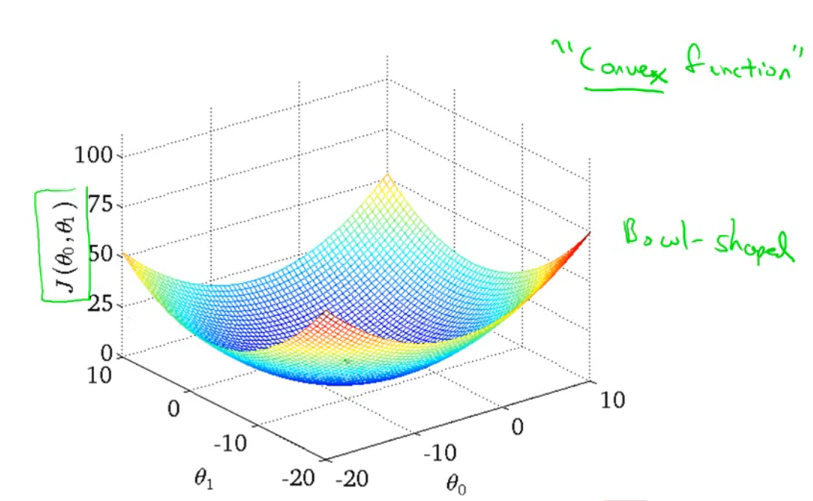 "Convex function"
100
75
50
25
0
J(θ₀, θ₁)
Bowl-shaped
10
0
-10
-20
θ₁
-20
-10
0
10
θ₀